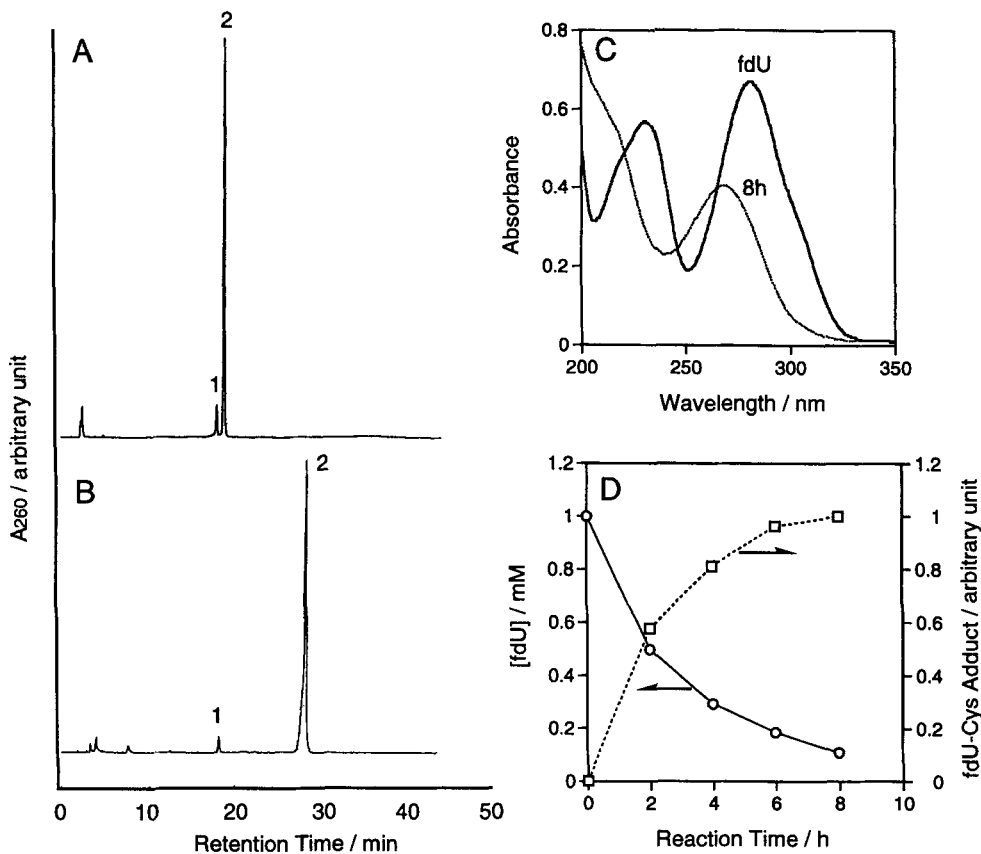 A
2
1
B
2
1
A260 / arbitrary unit
0 10 20 30 40 50
Retention Time / min
C
fdU
8h
0.8
0.6
0.4
0.2
0
Absorbance
200 250 300 350
Wavelength / nm
D
1.2
1
0.8
0.6
0.4
0.2
0
[fdU] / mM
1.2
1
0.8
0.6
0.4
0.2
0
fdU-Cys Adduct / arbitrary unit
0 2 4 6 8 10
Reaction Time / h